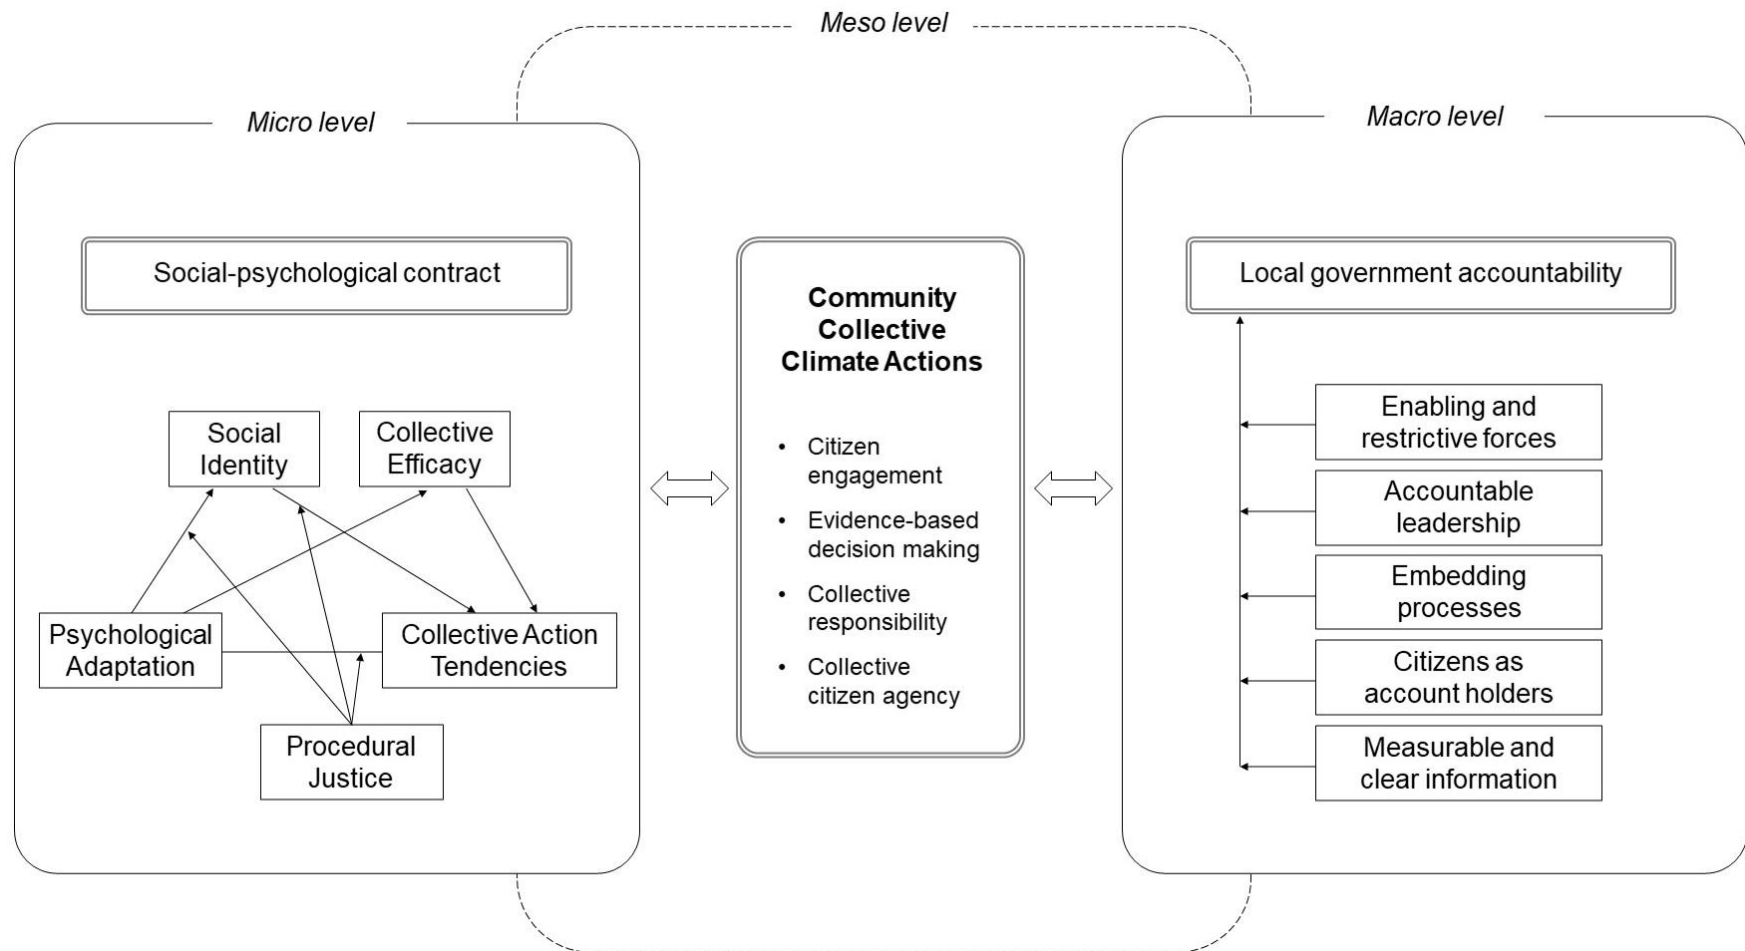 Meso level
Micro level
Macro level
Social-psychological contract
Social
Identity
Collective
Efficacy
Psychological
Adaptation
Collective Action
Tendencies
Procedural
Justice
Community
Collective
Climate Actions
• Citizen
engagement
• Evidence-based
decision making
• Collective
responsibility
• Collective
citizen agency
Local government accountability
Enabling and
restrictive forces
Accountable
leadership
Embedding
processes
Citizens as
account holders
Measurable and
clear information